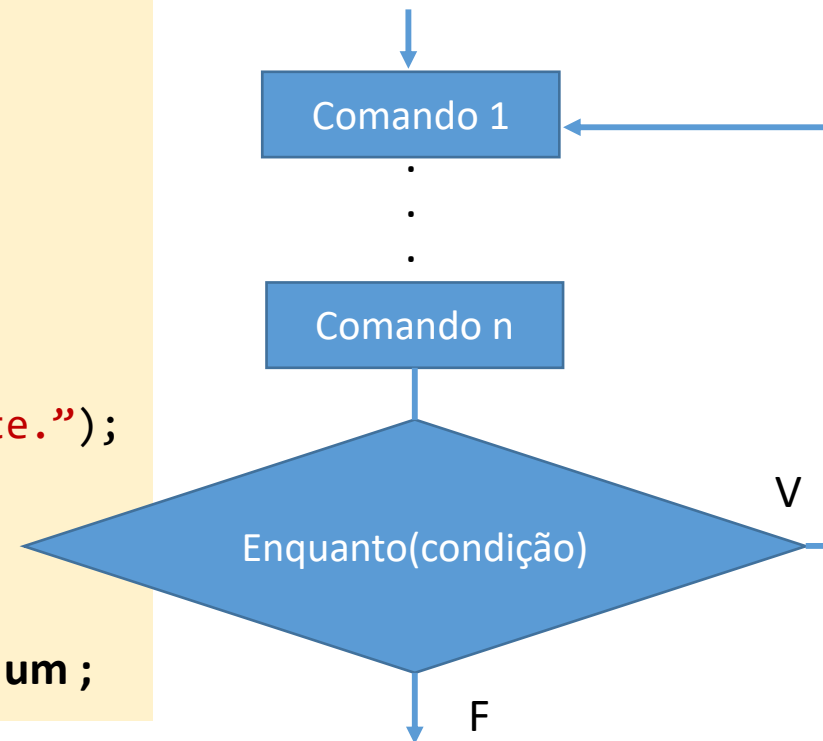 Comando 1
.
.
.
Comando n
.”);
V
Enquanto(condição)
um ;
F